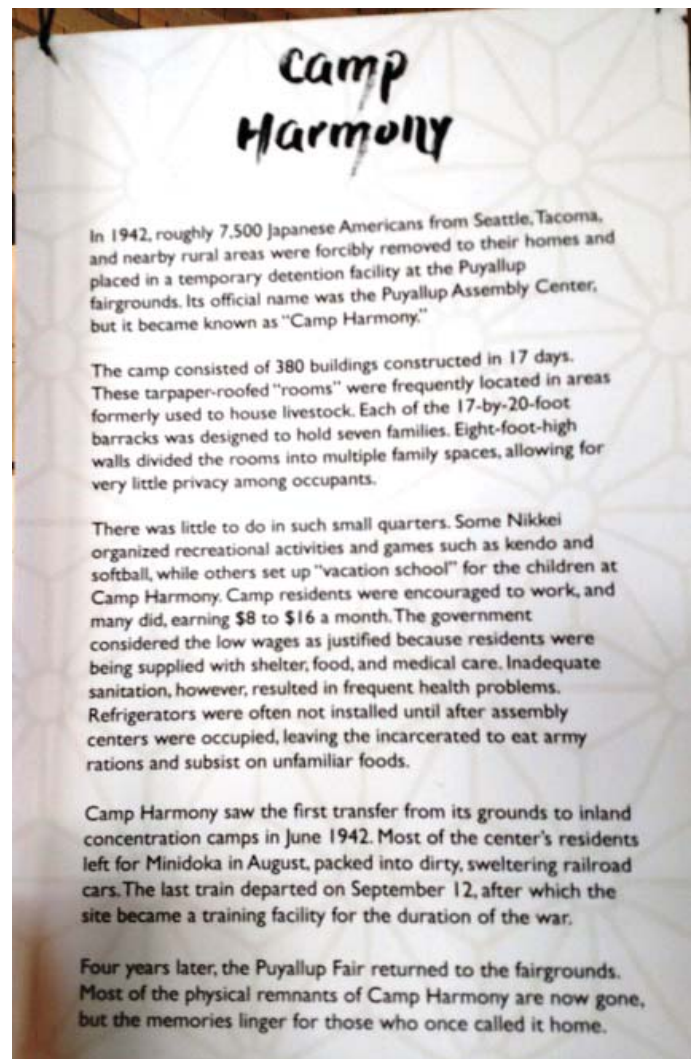 Camp
Harmony
In 1942, roughly 7,500 Japanese Americans from Seattle, Tacoma,
and nearby rural areas were forcibly removed to their homes and
placed in a temporary detention facility at the Puyallup
fairgrounds. Its official name was the Puyallup Assembly Center,
but it became known as "Camp Harmony."
The camp consisted of 380 buildings constructed in 17 days.
These tarpaper-roofed "rooms" were frequently located in areas
formerly used to house livestock. Each of the 17-by-20-foot
barracks was designed to hold seven families. Eight-foot-high
walls divided the rooms into multiple family spaces, allowing for
very little privacy among occupants.
There was little to do in such small quarters. Some Nikkei
organized recreational activities and games such as kendo and
softball, while others set up "vacation school" for the children at
Camp Harmony. Camp residents were encouraged to work, and
many did, earning $8 to $16 a month. The government
considered the low wages as justified because residents were
being supplied with shelter, food, and medical care. Inadequate
sanitation, however, resulted in frequent health problems.
Refrigerators were often not installed until after assembly
centers were occupied, leaving the incarcerated to eat army
rations and subsist on unfamiliar foods.
Camp Harmony saw the first transfer from its grounds to inland
concentration camps in June 1942. Most of the center's residents
left for Minidoka in August, packed into dirty, sweltering railroad
cars. The last train departed on September 12, after which the
site became a training facility for the duration of the war.
Four years later, the Puyallup Fair returned to the fairgrounds.
Most of the physical remnants of Camp Harmony are now gone,
but the memories linger for those who once called it home.